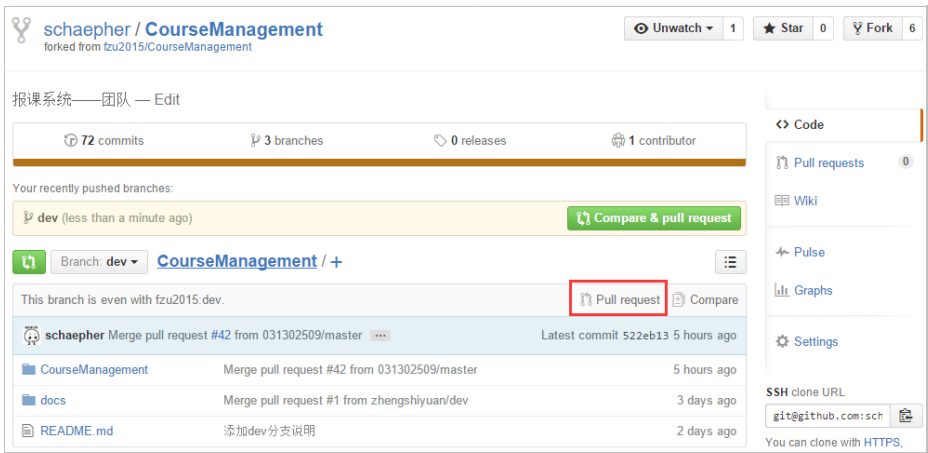 schaepher / CourseManagement
forked from fzu2015/CourseManagement
Unwatch 1 Star 0 Fork 6
报课系统——团队 — Edit
72 commits 3 branches 0 releases 1 contributor
Your recently pushed branches:
dev (less than a minute ago) Compare & pull request
Branch: dev CourseManagement / +
This branch is even with fzu2015:dev. Pull request Compare
schaepher Merge pull request #42 from 031302509/master ... Latest commit 522eb13 5 hours ago
CourseManagement Merge pull request #42 from 031302509/master 5 hours ago
docs Merge pull request #1 from zhengshiyuan/dev 3 days ago
README.md 添加dev分支说明 2 days ago
Code
Pull requests 0
Wiki
Pulse
Graphs
Settings
SSH clone URL
git@github.com:sch
You can clone with HTTPS,